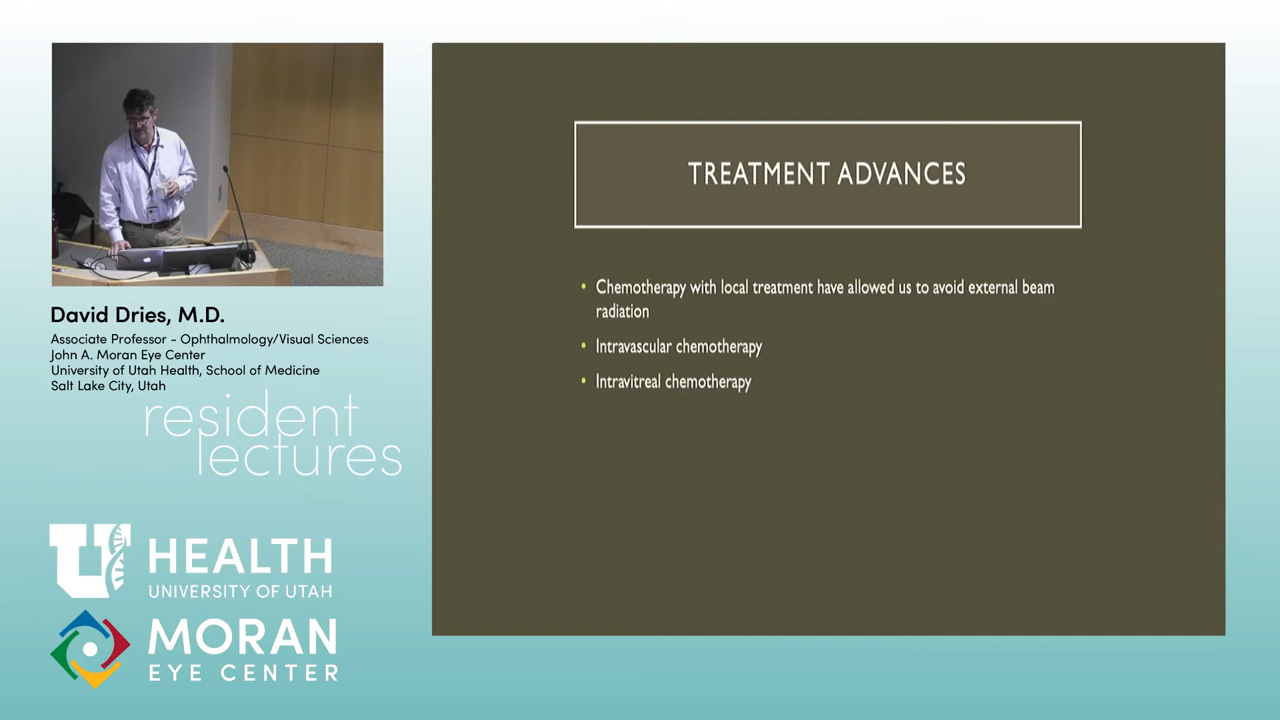 David Dries, M.D.
Associate Professor - Ophthalmology/Visual Sciences
John A. Moran Eye Center
University of Utah Health, School of Medicine
Salt Lake City, Utah
resident
lectures
U HEALTH
UNIVERSITY OF UTAH
MORAN
EYE CENTER
TREATMENT ADVANCES
• Chemotherapy with local treatment have allowed us to avoid external beam
radiation
• Intravascular chemotherapy
• Intravitreal chemotherapy